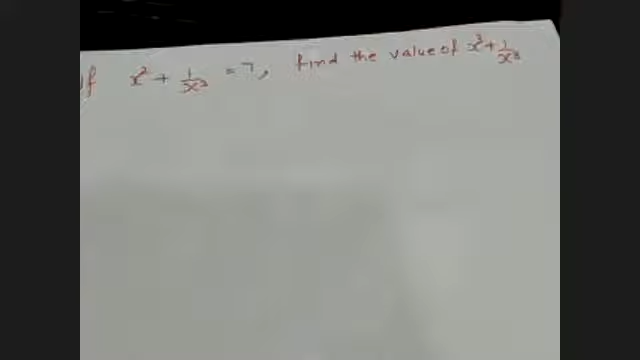 If x² + 1/x² = 7, find the value of x³ + 1/x³